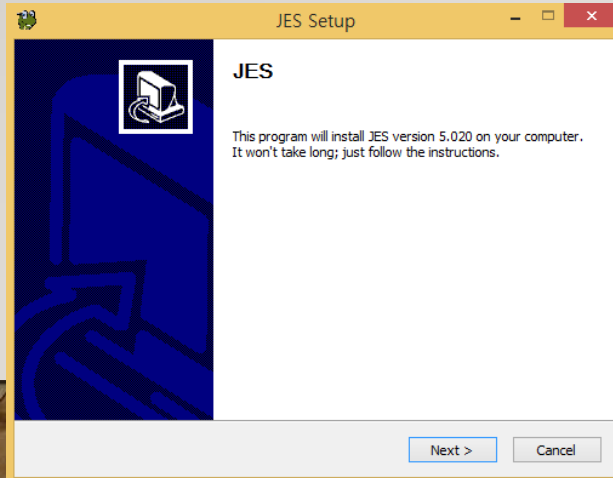 JES Setup
JES
This program will install JES version 5.020 on your computer.
It won't take long; just follow the instructions.
Next >
Cancel